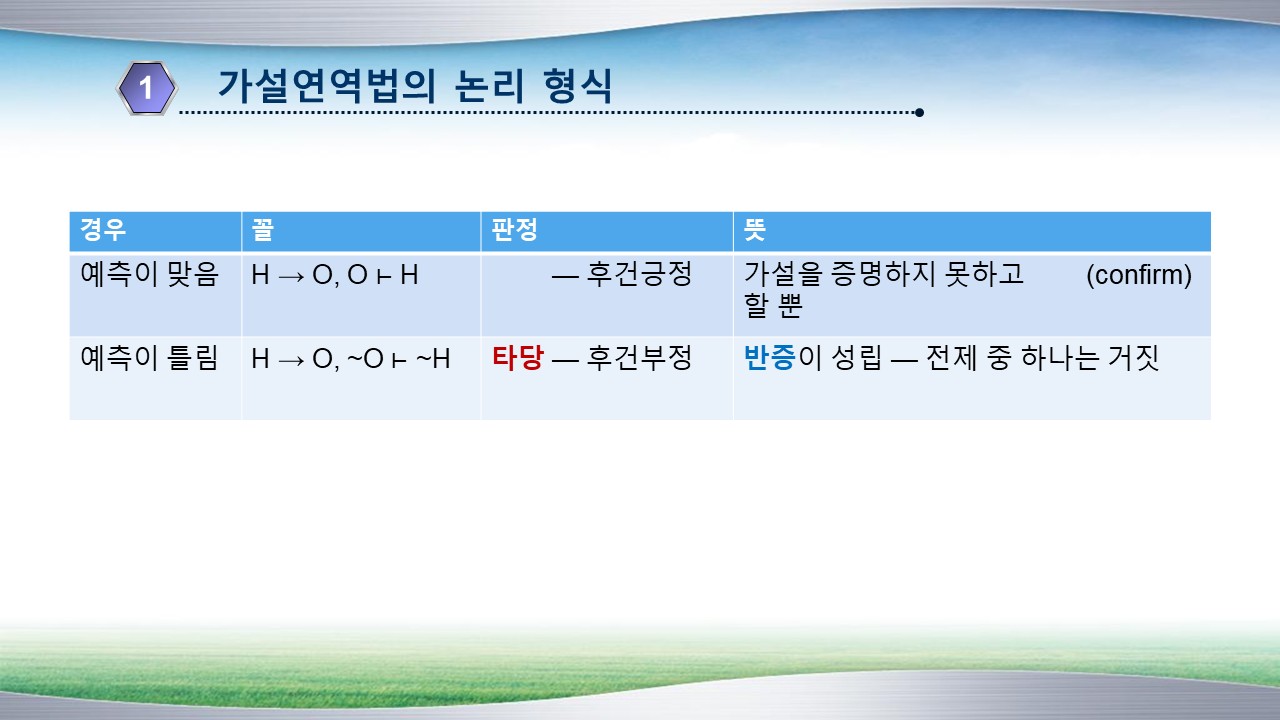 1
가설연역법의 논리 형식
경우 꼴 판정 뜻
예측이 맞음 H → O, O ⊢ H — 후건긍정 가설을 증명하지 못하고 (confirm)
할 뿐
예측이 틀림 H → O, ~O ⊢ ~H 타당 — 후건부정 반증이 성립 — 전제 중 하나는 거짓